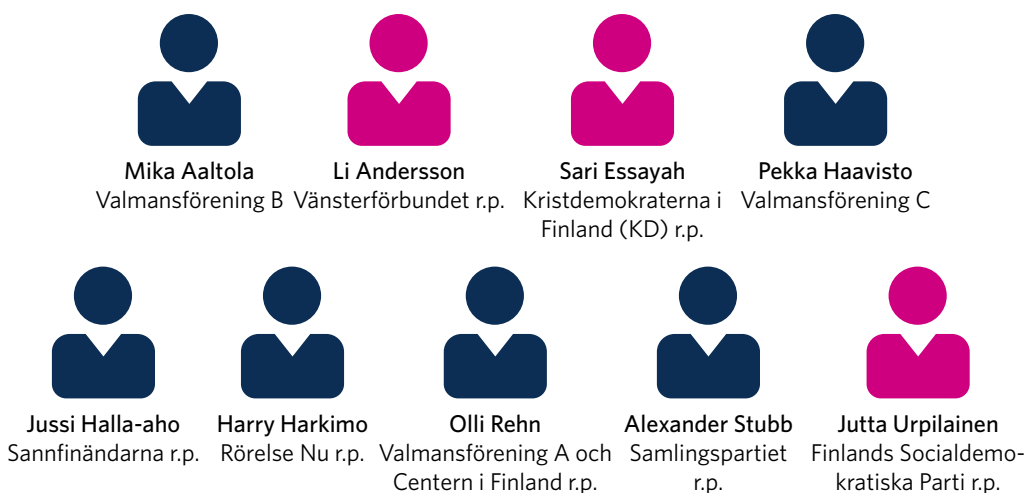 Mika Aaltola
Valmansförening B
Li Andersson
Vänsterförbundet r.p.
Sari Essayah
Kristdemokraterna i
Finland (KD) r.p.
Pekka Haavisto
Valmansförening C
Jussi Halla-aho
Sannfinändarna r.p.
Harry Harkimo
Rörelse Nu r.p.
Olli Rehn
Valmansförening A och
Centern i Finland r.p.
Alexander Stubb
Samlingspartiet
r.p.
Jutta Urpilainen
Finlands Socialdemo-
kratiska Parti r.p.